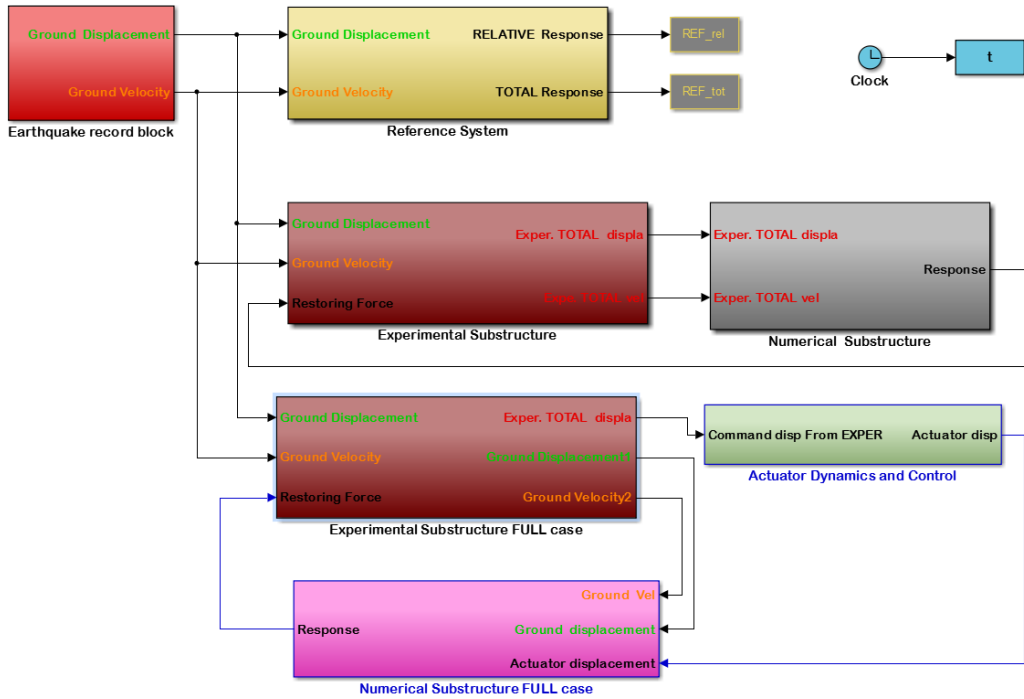 Ground Displacement
Ground Velocity
Earthquake record block
Ground Displacement
Ground Velocity
RELATIVE Response
TOTAL Response
Reference System
REF_rel
REF_tot
Clock
t
Ground Displacement
Ground Velocity
Restoring Force
Exper. TOTAL displa
Exper. TOTAL vel
Experimental Substructure
Exper. TOTAL displa
Exper. TOTAL vel
Response
Numerical Substructure
Ground Displacement
Ground Velocity
Restoring Force
Exper. TOTAL displa
Ground Displacement1
Ground Velocity2
Experimental Substructure FULL case
Command disp From EXPER
Actuator disp
Actuator Dynamics and Control
Response
Ground Vel
Ground displacement
Actuator displacement
Numerical Substructure FULL case